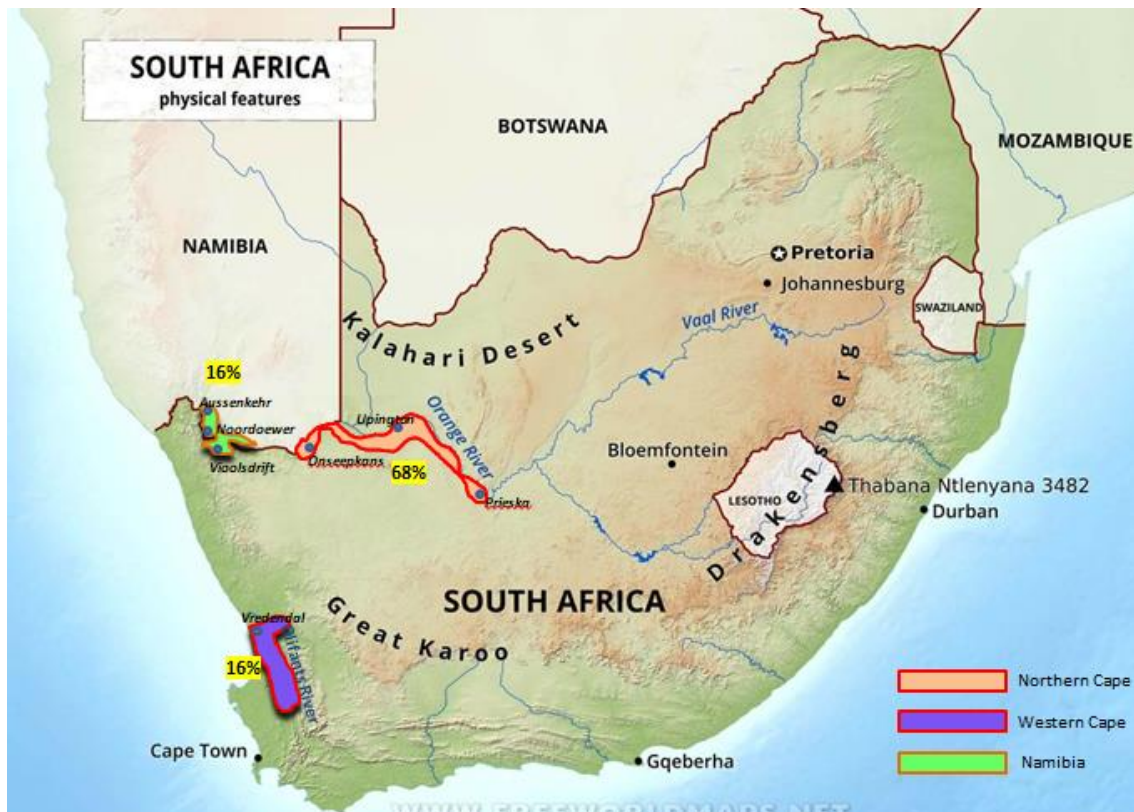 SOUTH AFRICA
physical features
BOTSWANA
MOZAMBIQUE
NAMIBIA
Pretoria
Johannesburg
SWAZILAND
Vaal River
Kalahari Desert
16%
Aussenkehr
Noordoewer
Vioolsdrift
Upington
Orange River
Onseepkans
68%
Prieska
Bloemfontein
LESOTHO
Drakensberg
Thabana Ntlenyana 3482
Durban
SOUTH AFRICA
Great Karoo
Vredendal
lifants River
16%
Northern Cape
Western Cape
Namibia
Cape Town
Gqeberha
WWW.FREEWORLDMAPS.NET